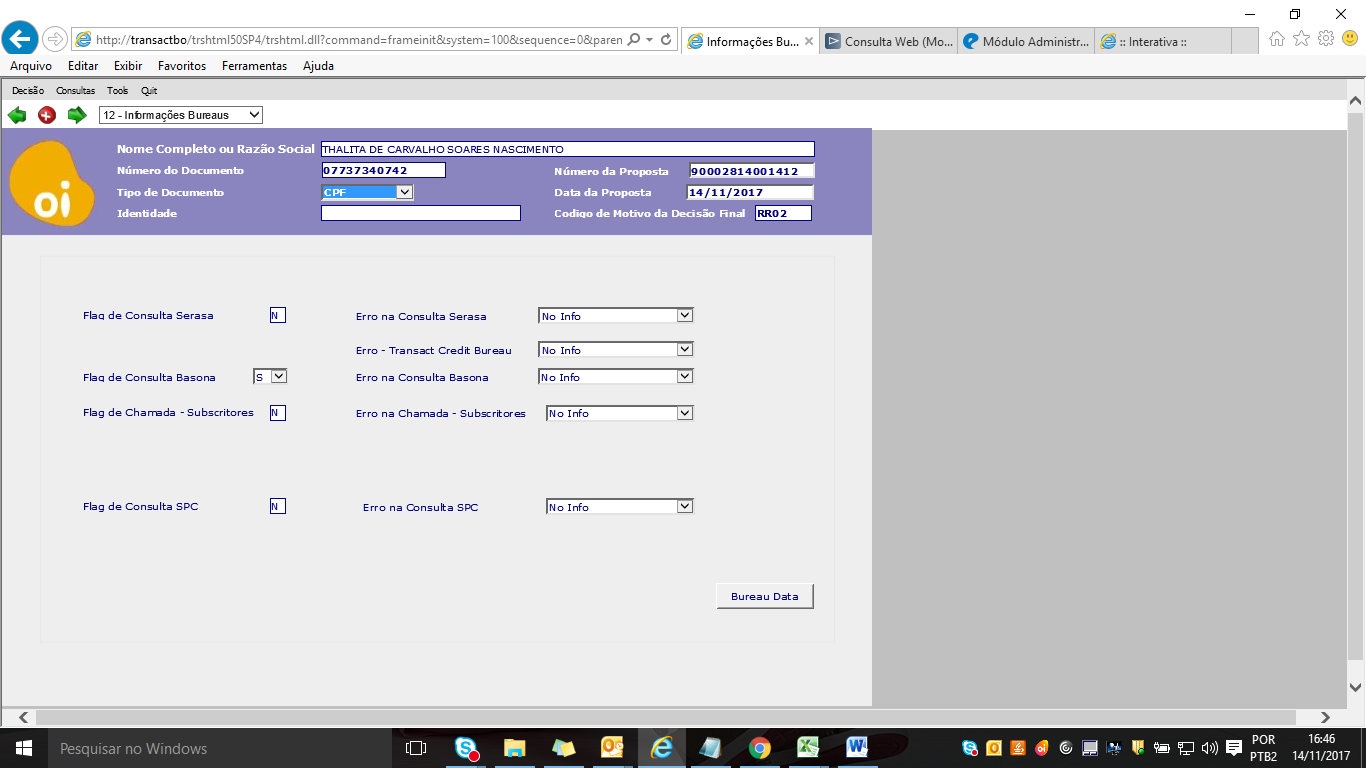 http://transactbo/trshtml50SP4/trshtml.dll?command=frameinit&system=100&sequence=0&paren
Informações Bu...
Consulta Web (Mo...
Módulo Administr...
:: Interativa ::
Arquivo Editar Exibir Favoritos Ferramentas Ajuda
Decisão Consultas Tools Quit
12 - Informações Bureaus
oi
Nome Completo ou Razão Social THALITA DE CARVALHO SOARES NASCIMENTO
Número do Documento 07737340742 Número da Proposta 90002814001412
Tipo de Documento CPF Data da Proposta 14/11/2017
Identidade Codigo de Motivo da Decisão Final RR02
Flag de Consulta Serasa N Erro na Consulta Serasa No Info
Erro - Transact Credit Bureau No Info
Flag de Consulta Basona S Erro na Consulta Basona No Info
Flag de Chamada - Subscritores N Erro na Chamada - Subscritores No Info
Flag de Consulta SPC N Erro na Consulta SPC No Info
Bureau Data
Pesquisar no Windows
POR
PTB2
16:46
14/11/2017